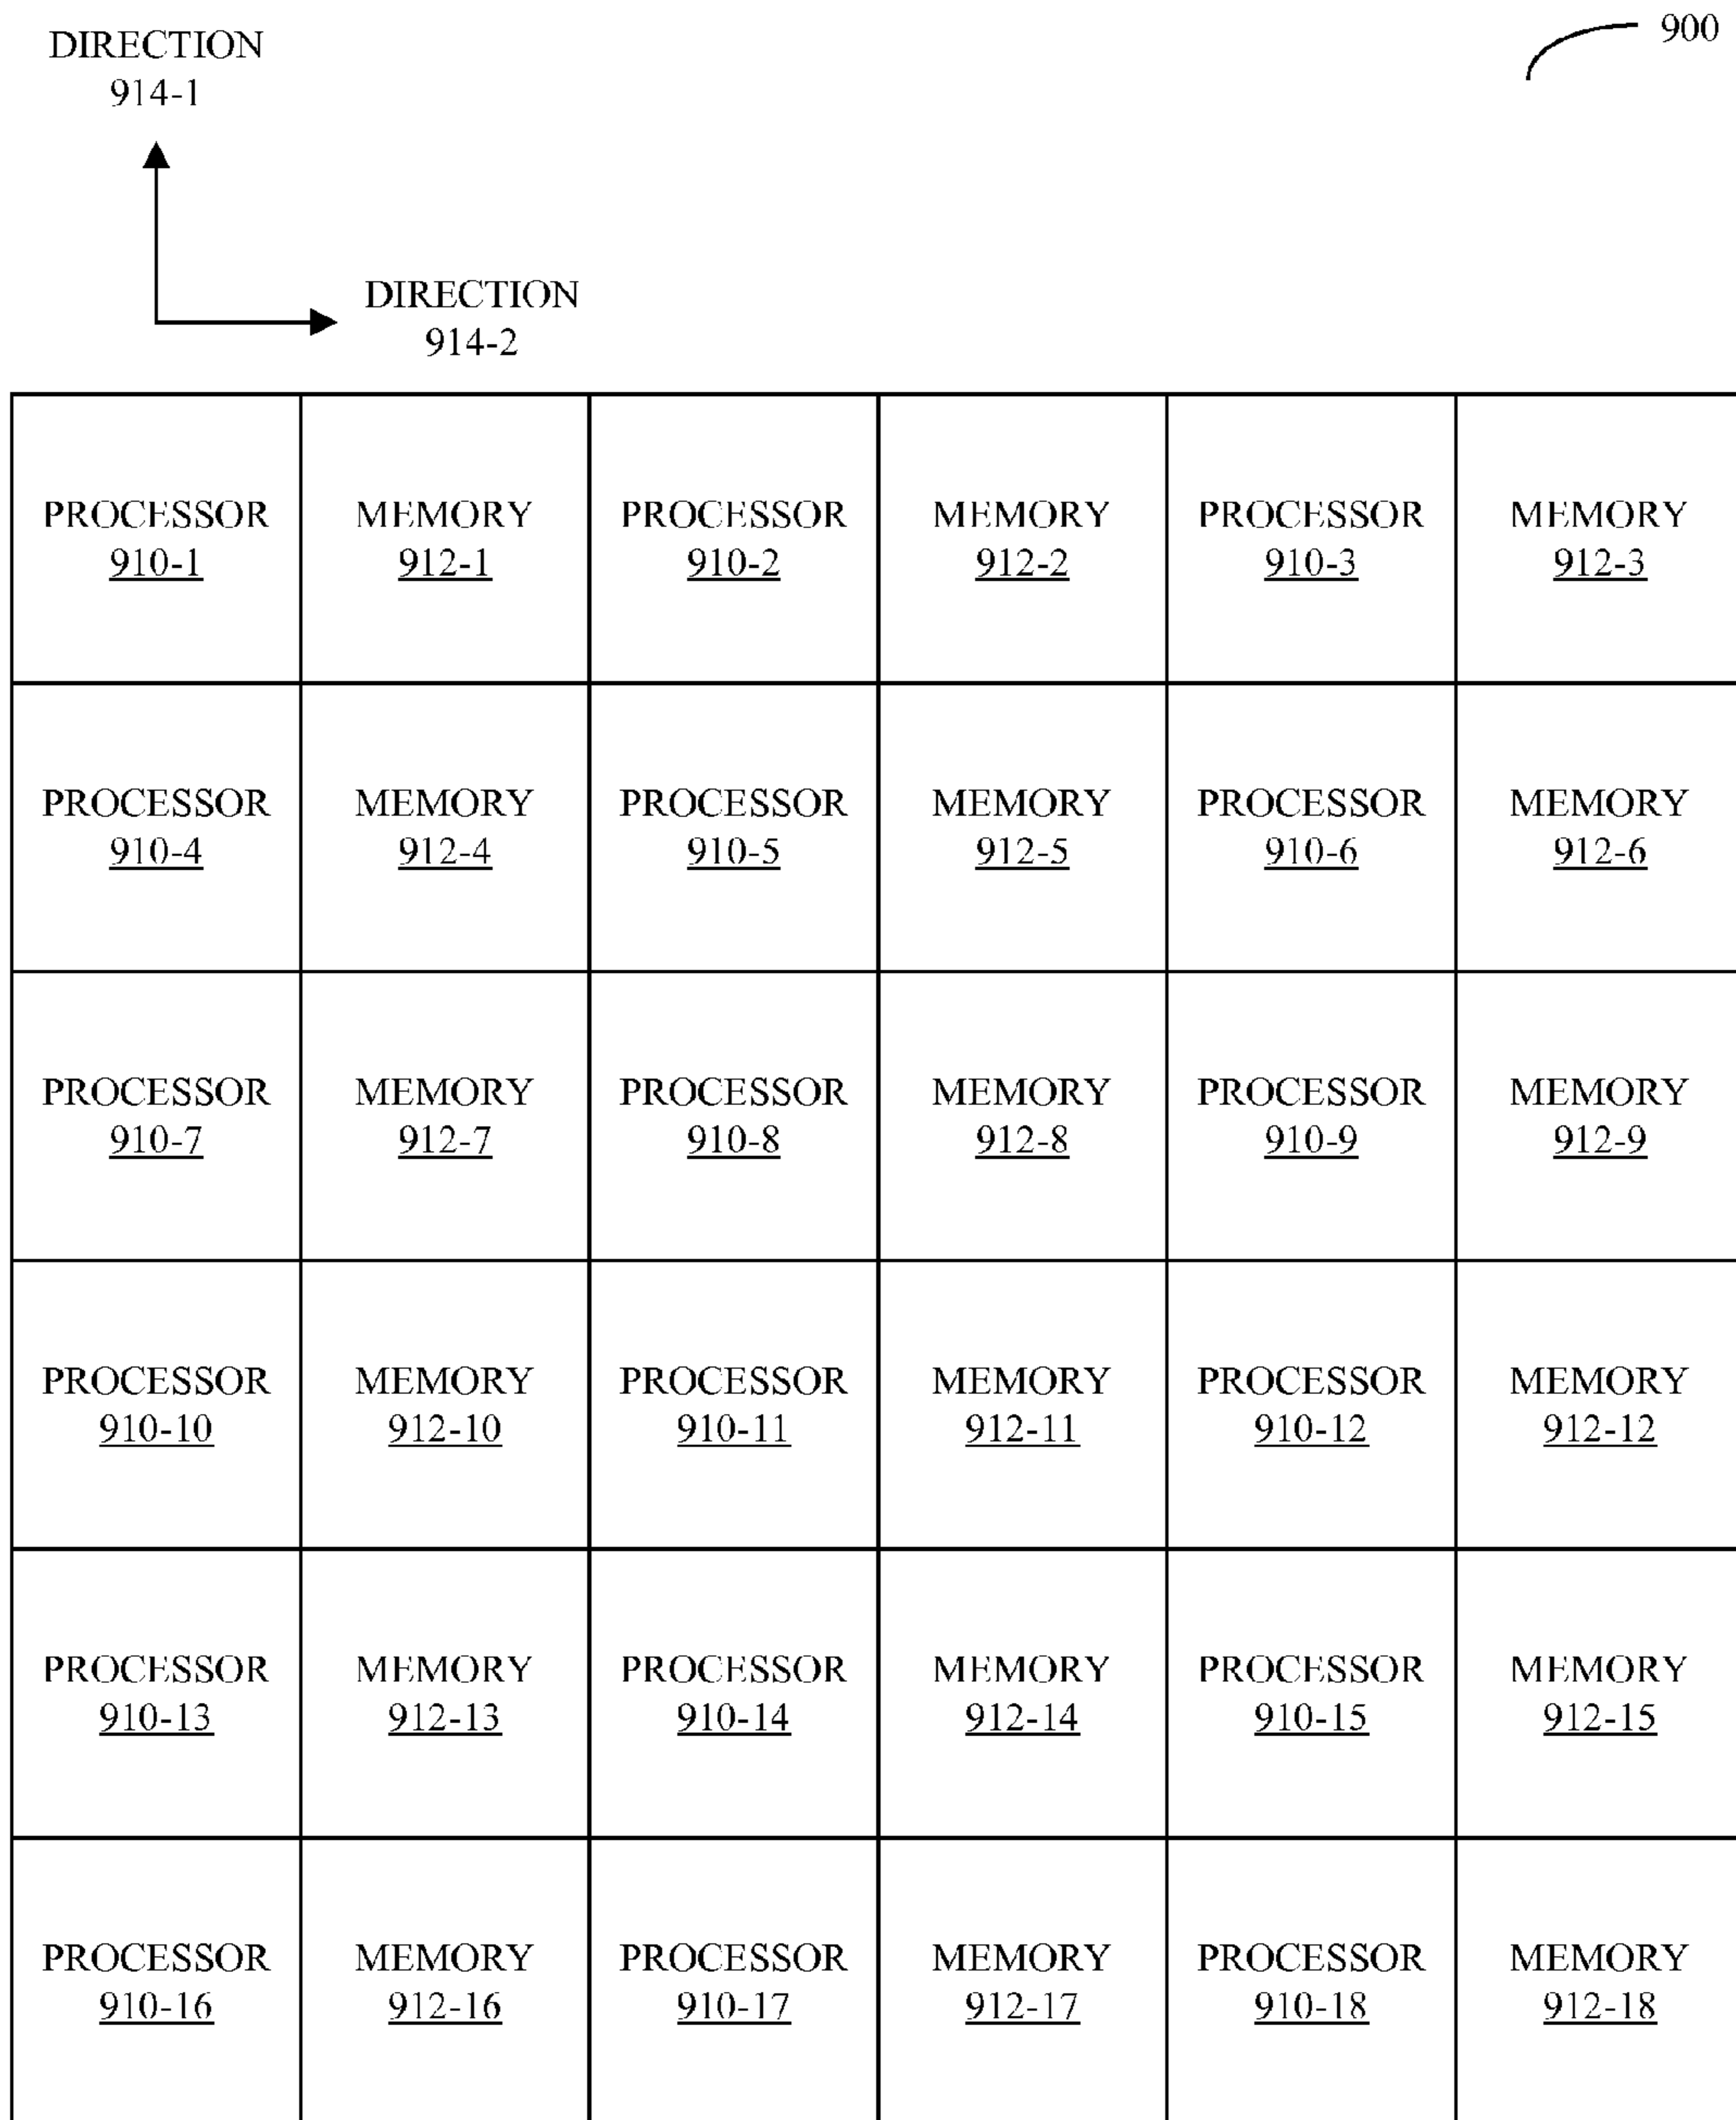 DIRECTION
914-1
900
DIRECTION
914-2
PROCESSOR
910-1
MEMORY
912-1
PROCESSOR
910-2
MEMORY
912-2
PROCESSOR
910-3
MEMORY
912-3
PROCESSOR
910-4
MEMORY
912-4
PROCESSOR
910-5
MEMORY
912-5
PROCESSOR
910-6
MEMORY
912-6
PROCESSOR
910-7
MEMORY
912-7
PROCESSOR
910-8
MEMORY
912-8
PROCESSOR
910-9
MEMORY
912-9
PROCESSOR
910-10
MEMORY
912-10
PROCESSOR
910-11
MEMORY
912-11
PROCESSOR
910-12
MEMORY
912-12
PROCESSOR
910-13
MEMORY
912-13
PROCESSOR
910-14
MEMORY
912-14
PROCESSOR
910-15
MEMORY
912-15
PROCESSOR
910-16
MEMORY
912-16
PROCESSOR
910-17
MEMORY
912-17
PROCESSOR
910-18
MEMORY
912-18